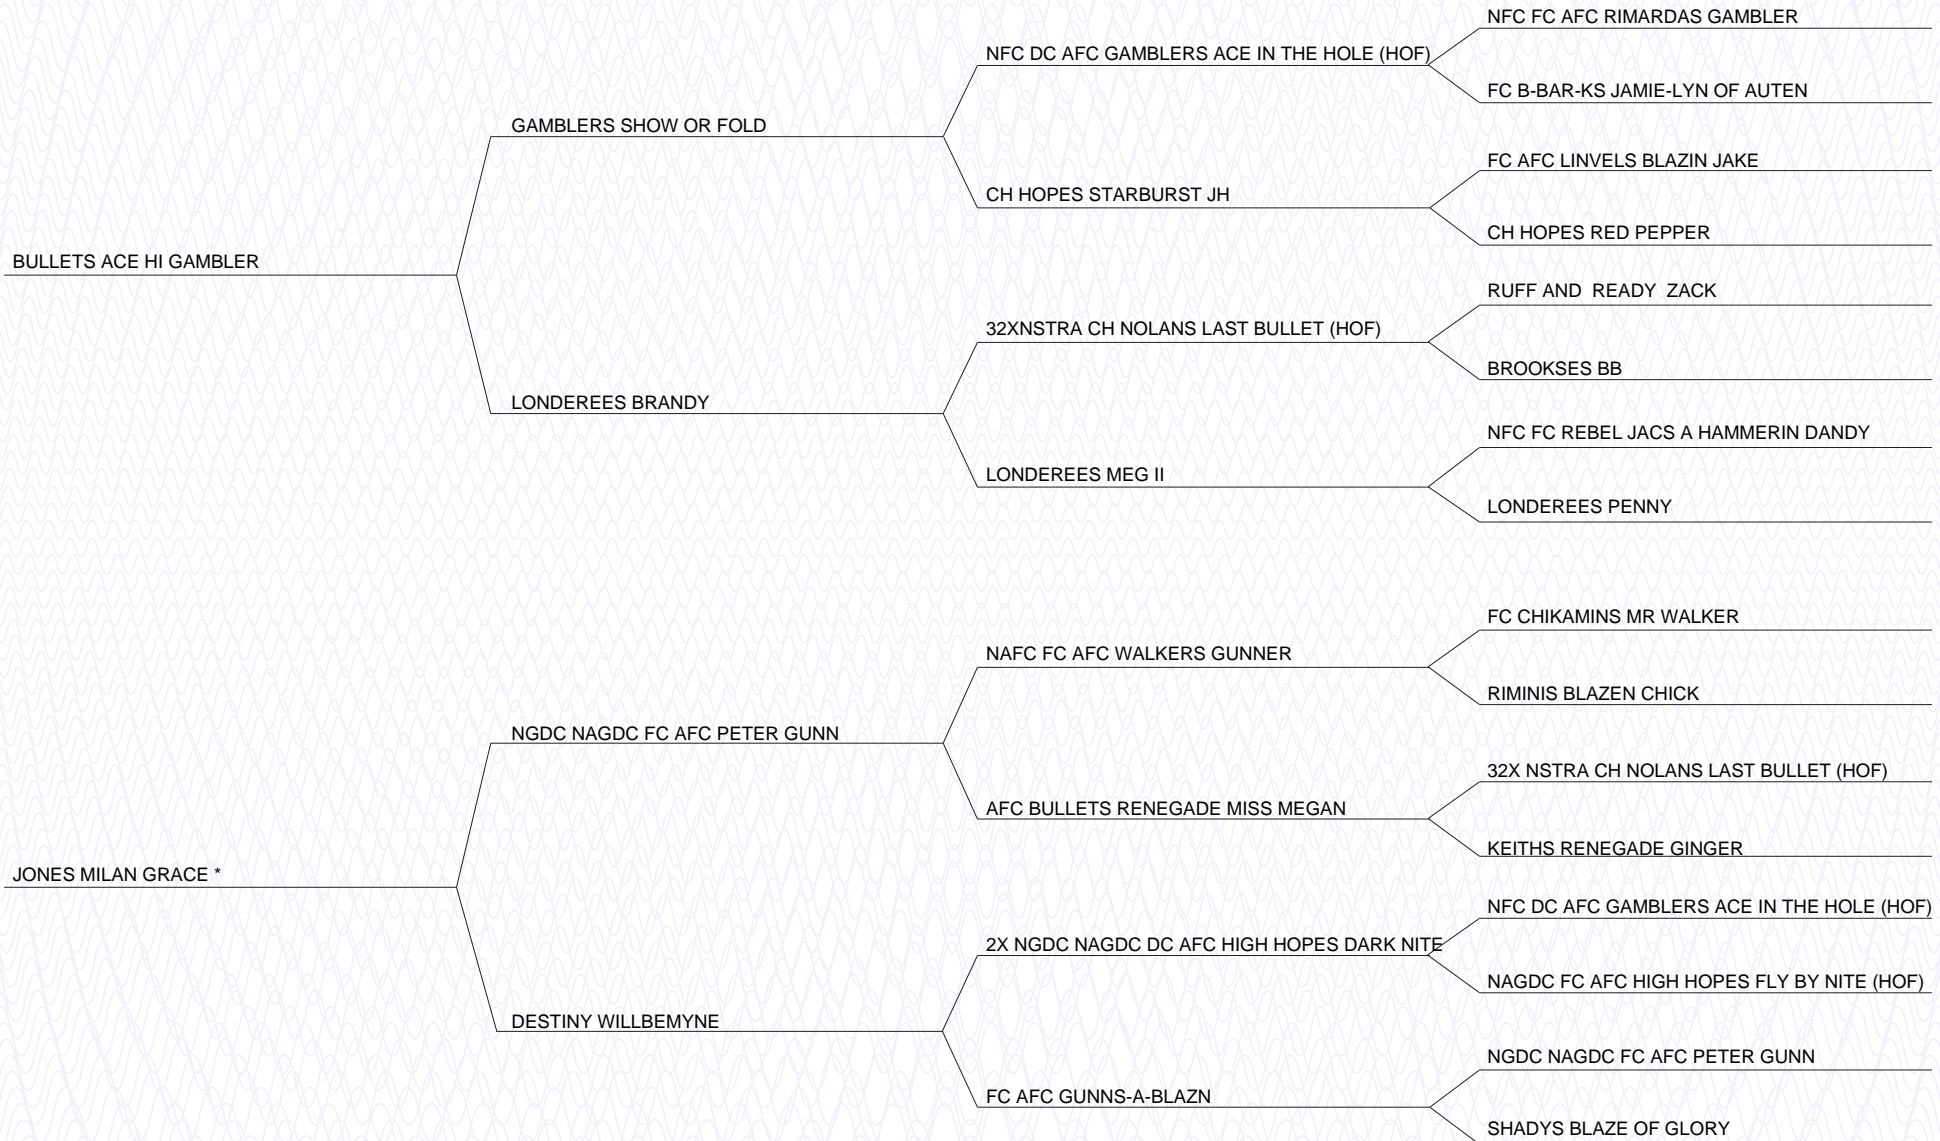 NFC FC AFC RIMARDAS GAMBLER
NFC DC AFC GAMBLERS ACE IN THE HOLE (HOF)
FC B-BAR-KS JAMIE-LYN OF AUTEN
GAMBLERS SHOW OR FOLD
FC AFC LINVELS BLAZIN JAKE
CH HOPES STARBURST JH
CH HOPES RED PEPPER
BULLETS ACE HI GAMBLER
RUFF AND  READY  ZACK
32XNSTRA CH NOLANS LAST BULLET (HOF)
BROOKSES BB
LONDEREES BRANDY
NFC FC REBEL JACS A HAMMERIN DANDY
LONDEREES MEG II
LONDEREES PENNY
FC CHIKAMINS MR WALKER
NAFC FC AFC WALKERS GUNNER
RIMINIS BLAZEN CHICK
NGDC NAGDC FC AFC PETER GUNN
32X NSTRA CH NOLANS LAST BULLET (HOF)
AFC BULLETS RENEGADE MISS MEGAN
KEITHS RENEGADE GINGER
JONES MILAN GRACE *
NFC DC AFC GAMBLERS ACE IN THE HOLE (HOF)
2X NGDC NAGDC DC AFC HIGH HOPES DARK NITE
NAGDC FC AFC HIGH HOPES FLY BY NITE (HOF)
DESTINY WILLBEMYNE
NGDC NAGDC FC AFC PETER GUNN
FC AFC GUNNS-A-BLAZN
SHADYS BLAZE OF GLORY